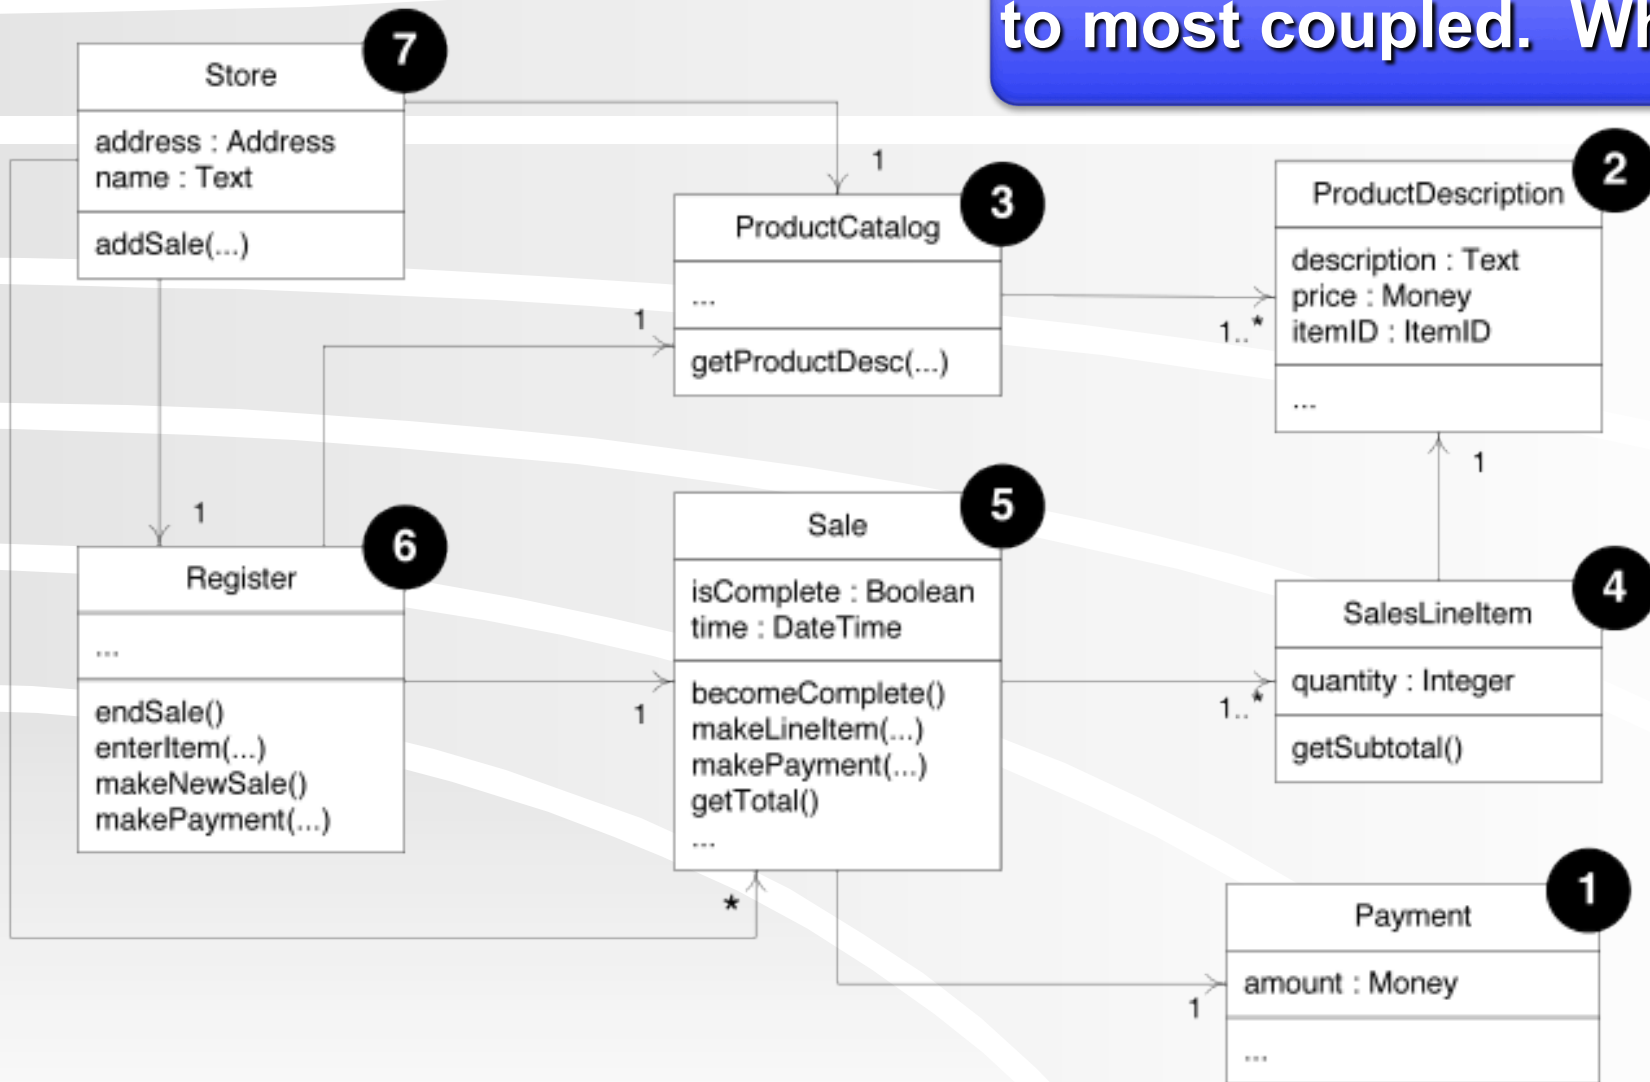 to most coupled. Wh
7
Store
address : Address
name : Text
addSale(...)
1
3
ProductCatalog
...
getProductDesc(...)
1
2
ProductDescription
description : Text
price : Money
itemID : ItemID
...
1..*
1
1
6
Register
...
endSale()
enterItem(...)
makeNewSale()
makePayment(...)
1
5
Sale
isComplete : Boolean
time : DateTime
becomeComplete()
makeLineItem(...)
makePayment(...)
getTotal()
...
*
4
SalesLineItem
quantity : Integer
getSubtotal()
1..*
1
Payment
amount : Money
...
1